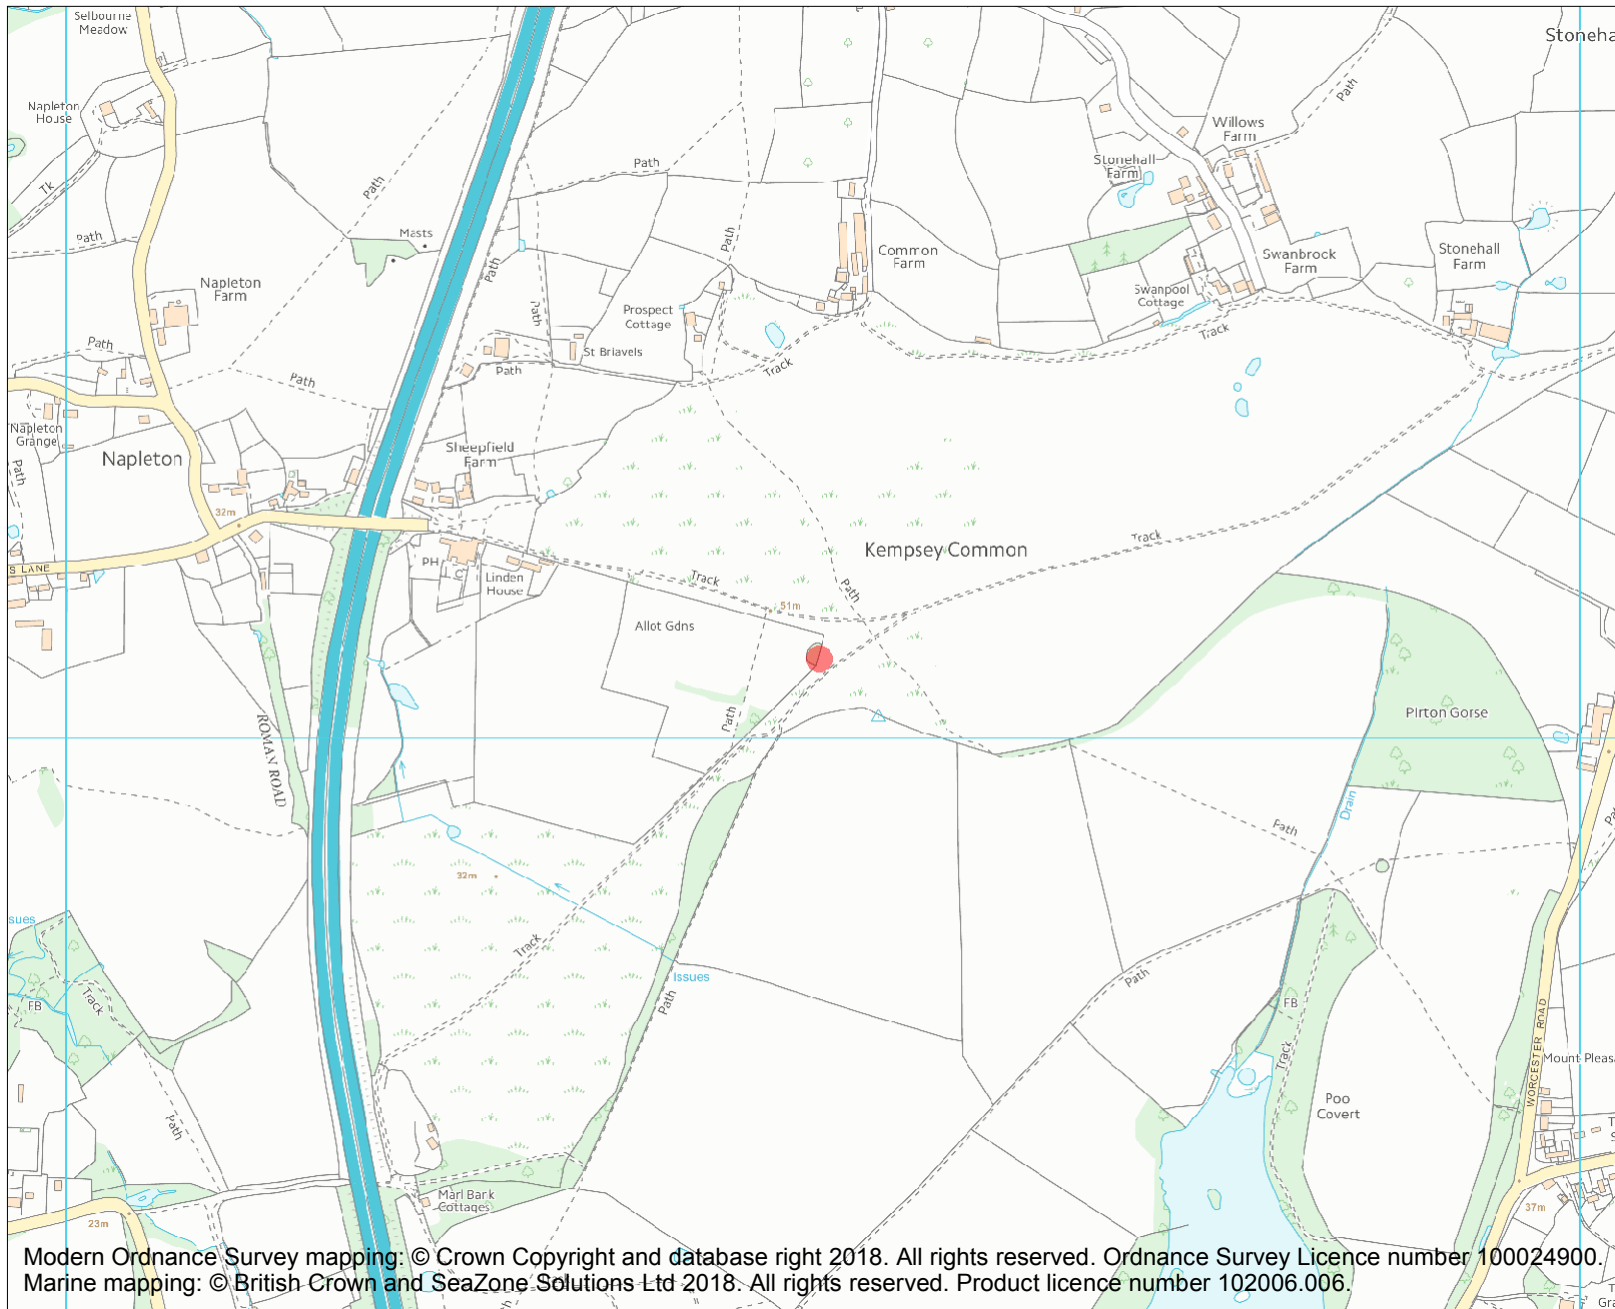 Selbourne
Meadow
Napleton
House
Tk
Path
Path
Masts
Path
Napleton
Farm
Path
Path
Path
Path
Path
Path
Prospect
Cottage
St Briavels
Path
Track
Common
Farm
Stoneha
Path
Willows
Farm
Stonehall
Farm
Swanbrock
Farm
Swanpool
Cottage
Track
Stonehall
Farm
Napleton
Grange
Path
Napleton
Sheepfield
Farm
32m
S LANE
PH
Linden
House
Track
51m
Path
Kempsey Common
Track
Allot Gdns
Path
ROMAN ROAD
Pirton Gorse
Drain
Path
32m
Track
Issues
Path
Path
sues
FB
Track
Path
FB
Track
Poo
Covert
WORCESTER ROAD
Mount Pleas
Marl Bank
Cottages
23m
37m
Modern Ordnance Survey mapping: © Crown Copyright and database right 2018. All rights reserved. Ordnance Survey Licence number 100024900.
Marine mapping: © British Crown and SeaZone Solutions Ltd 2018. All rights reserved. Product licence number 102006.006.